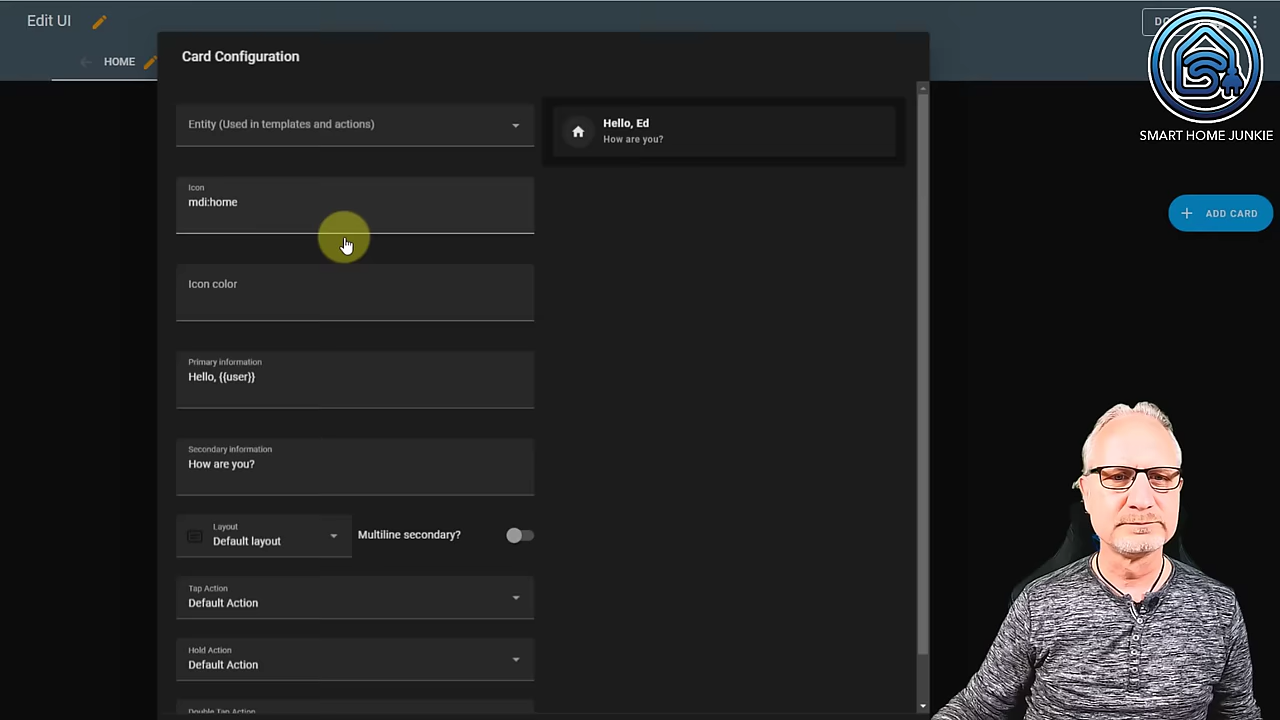 Edit UI
DO
HOME
SMART HOME JUNKIE
ADD CARD
Card Configuration
Entity (Used in templates and actions)
Icon
mdi:home
Icon color
Primary information
Hello, {{user}}
Secondary information
How are you?
Layout
Default layout
Multiline secondary?
Tap Action
Default Action
Hold Action
Default Action
Double Tap Action
Hello, Ed
How are you?